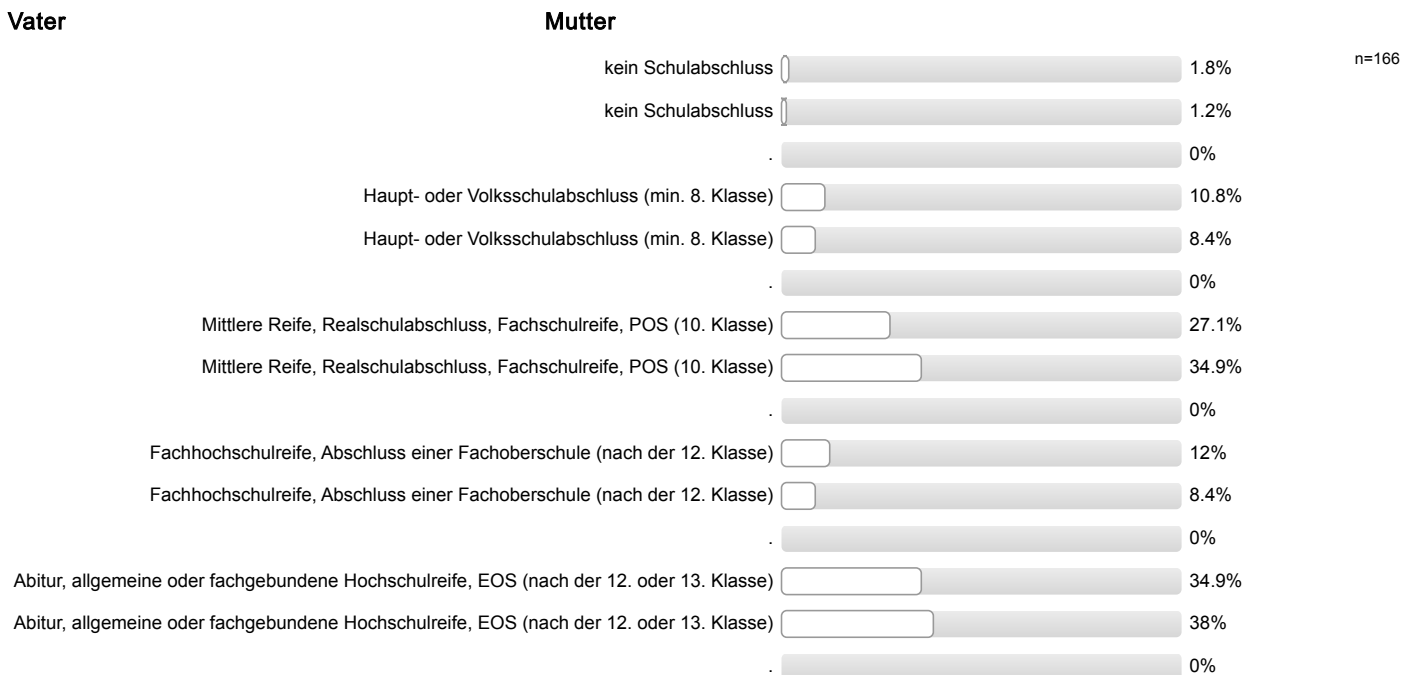 Vater Mutter
n=166
kein Schulabschluss 1.8%
kein Schulabschluss 1.2%
. 0%
Haupt- oder Volksschulabschluss (min. 8. Klasse) 10.8%
Haupt- oder Volksschulabschluss (min. 8. Klasse) 8.4%
. 0%
Mittlere Reife, Realschulabschluss, Fachschulreife, POS (10. Klasse) 27.1%
Mittlere Reife, Realschulabschluss, Fachschulreife, POS (10. Klasse) 34.9%
. 0%
Fachhochschulreife, Abschluss einer Fachoberschule (nach der 12. Klasse) 12%
Fachhochschulreife, Abschluss einer Fachoberschule (nach der 12. Klasse) 8.4%
. 0%
Abitur, allgemeine oder fachgebundene Hochschulreife, EOS (nach der 12. oder 13. Klasse) 34.9%
Abitur, allgemeine oder fachgebundene Hochschulreife, EOS (nach der 12. oder 13. Klasse) 38%
. 0%